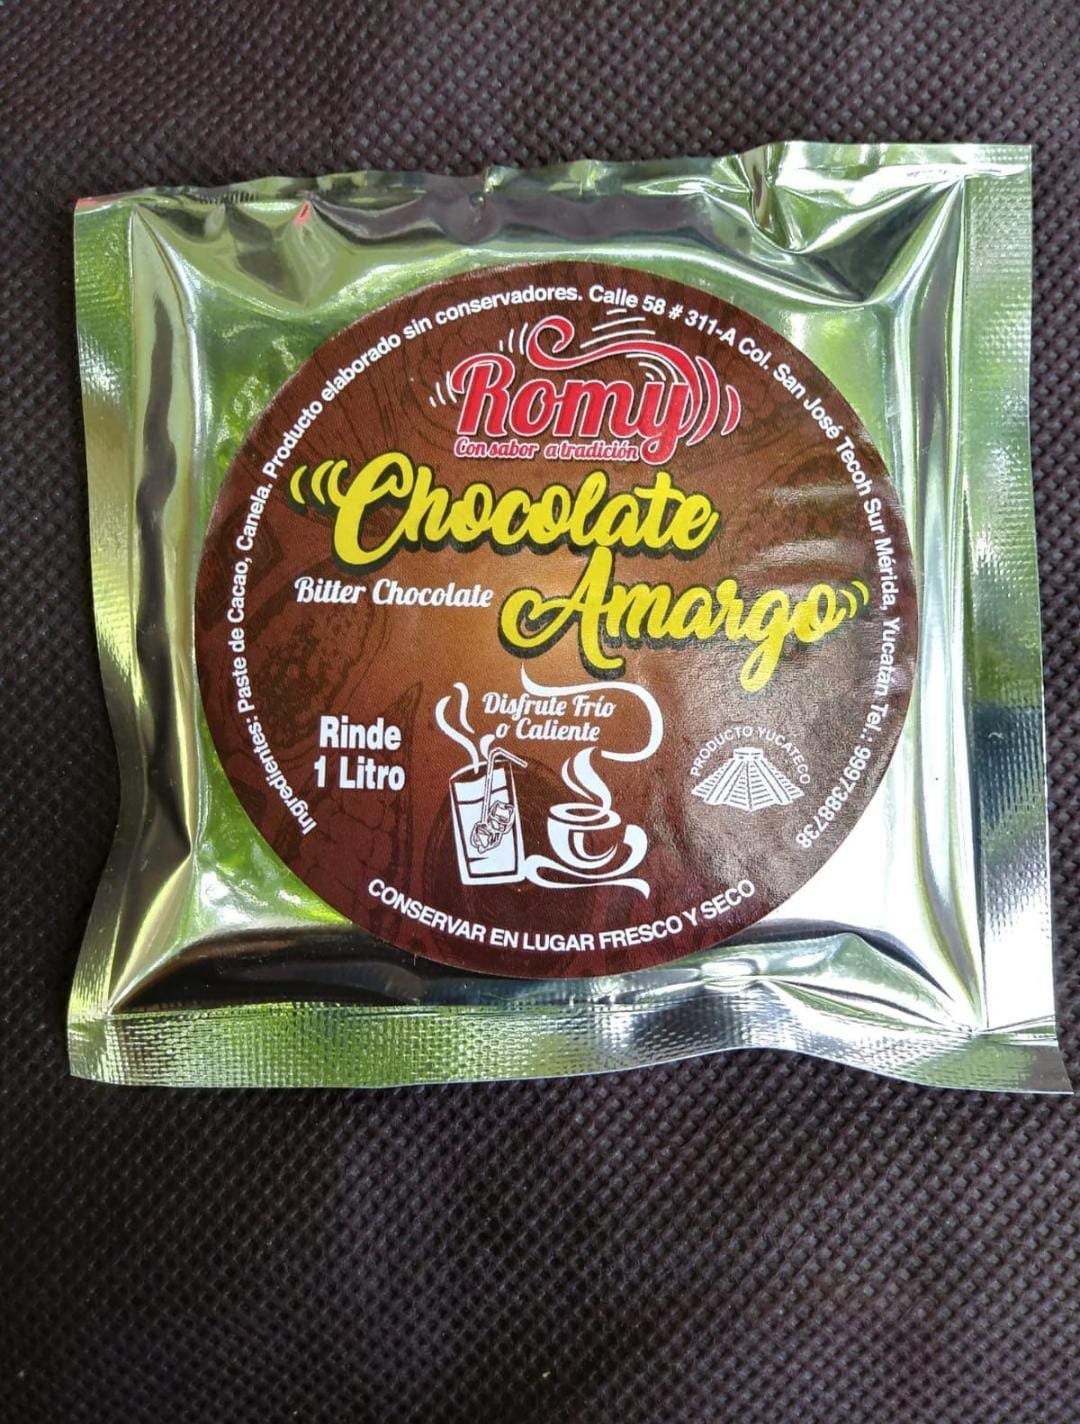 Ingredientes: Paste de Cacao, Canela. Producto elaborado sin conservadores. Calle 58 # 311-A Col. San José Tecoh Sur Mérida, Yucatán Tel.: 9997388738
Romy
Con sabor a tradición
Chocolate
Bitter Chocolate
Amargo
Disfrute Frío
o Caliente
Rinde
1 Litro
PRODUCTO YUCATECO
CONSERVAR EN LUGAR FRESCO Y SECO